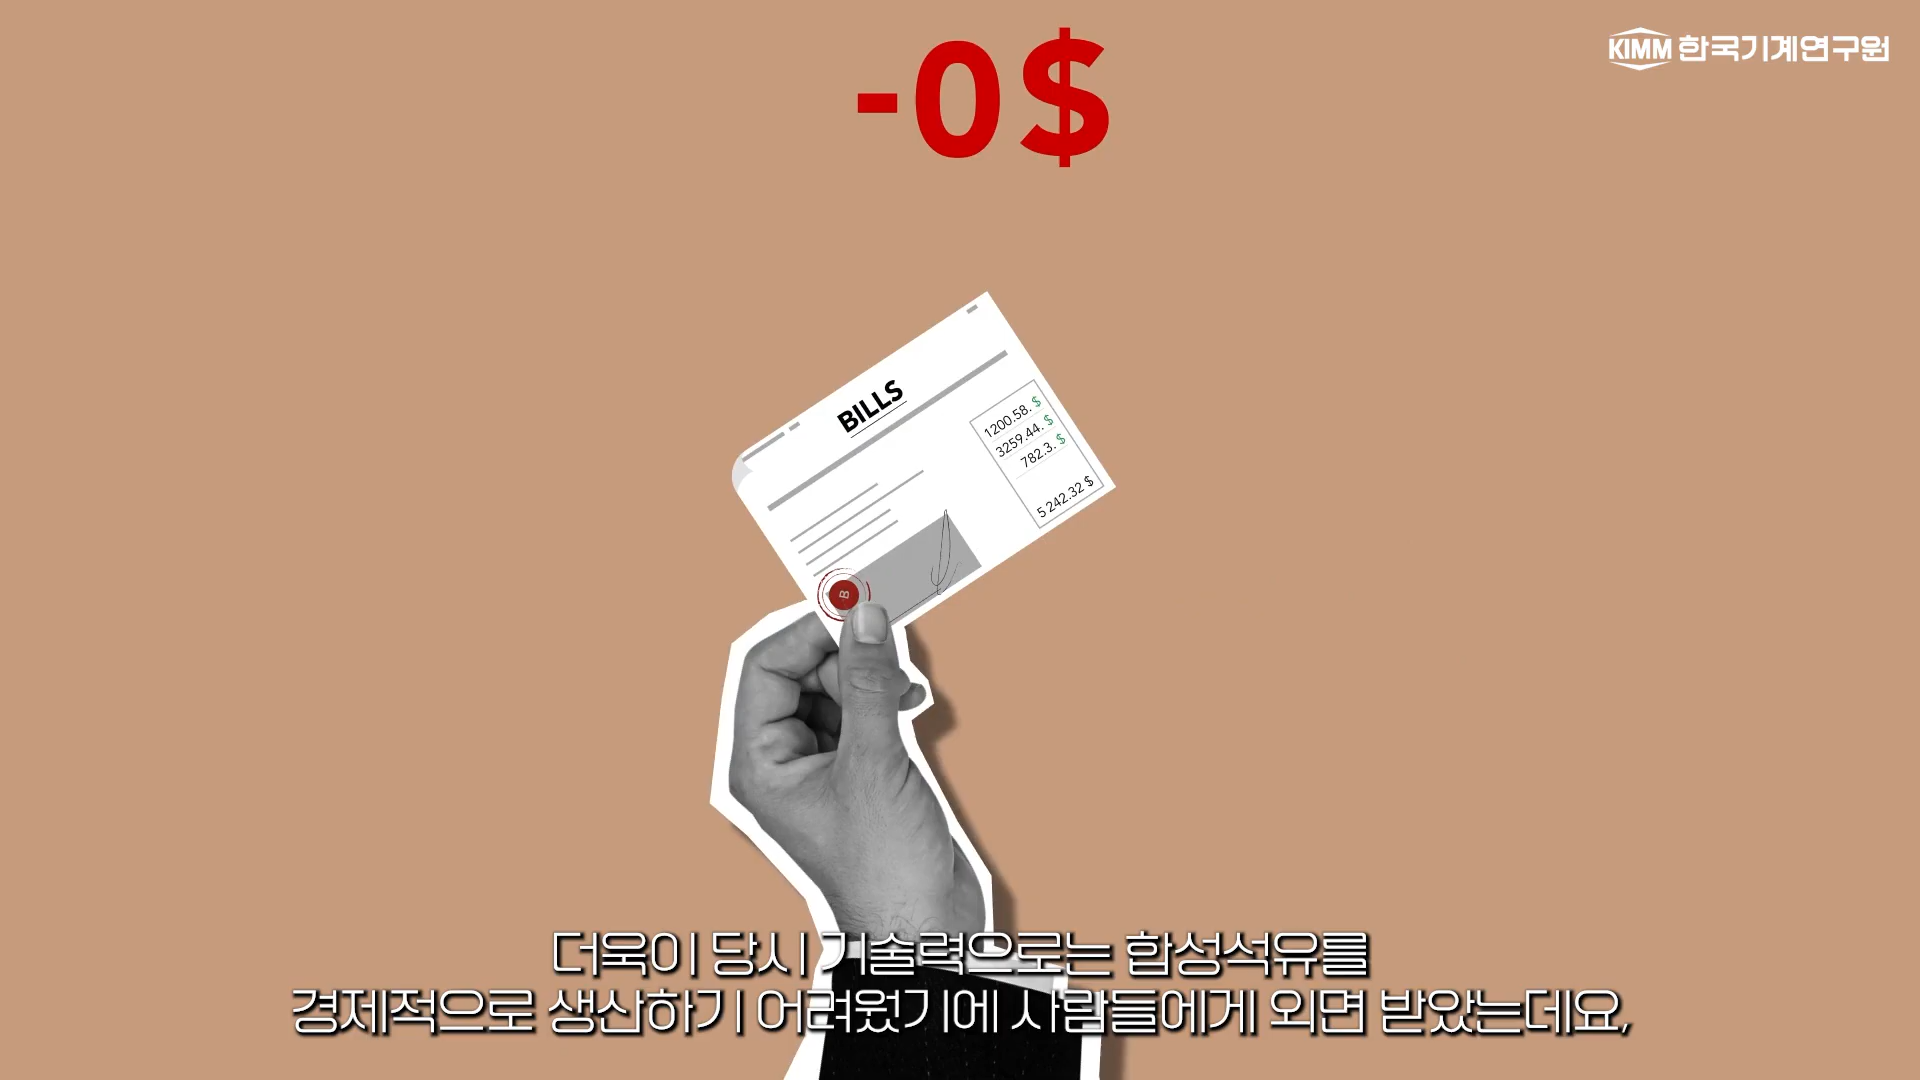 -0$
KIMM 한국기계연구원
BILLS
1200.58. $
3259.44. $
782.3. $
5 242.32 $
B
더욱이 당시 기술력으로는 합성석유를
경제적으로 생산하기 어려웠기에 사람들에게 외면 받았는데요,